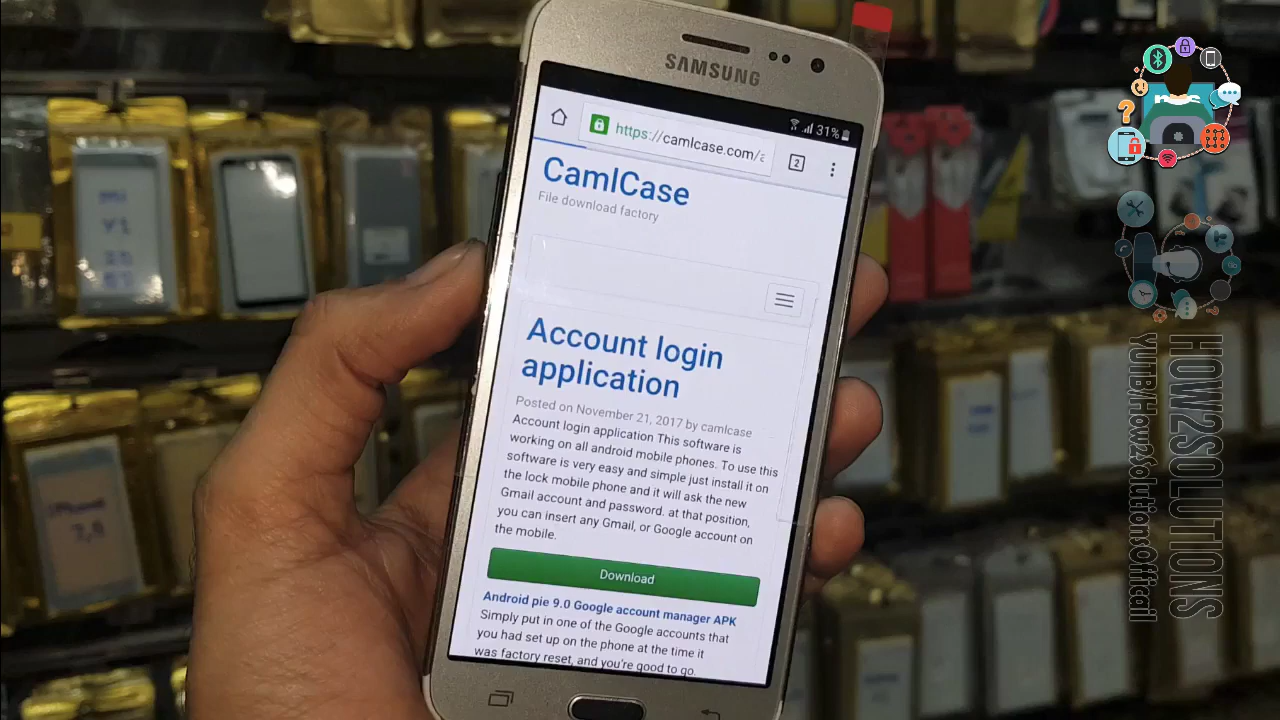 SAMSUNG
31%
https://camlcase.com/a
2
CamlCase
File download factory
Account login
application
Posted on November 21, 2017 by camlcase
Account login application This software is
working on all android mobile phones. To use this
software is very easy and simple just install it on
the lock mobile phone and it will ask the new
Gmail account and password. at that position,
you can insert any Gmail, or Google account on
the mobile.
Download
Android pie 9.0 Google account manager APK
Simply put in one of the Google accounts that
you had set up on the phone at the time it
was factory reset, and you're good to go.
HOW2SOLUTIONS
YUTB/How2SolutionsOffcail
iPhone
7,8